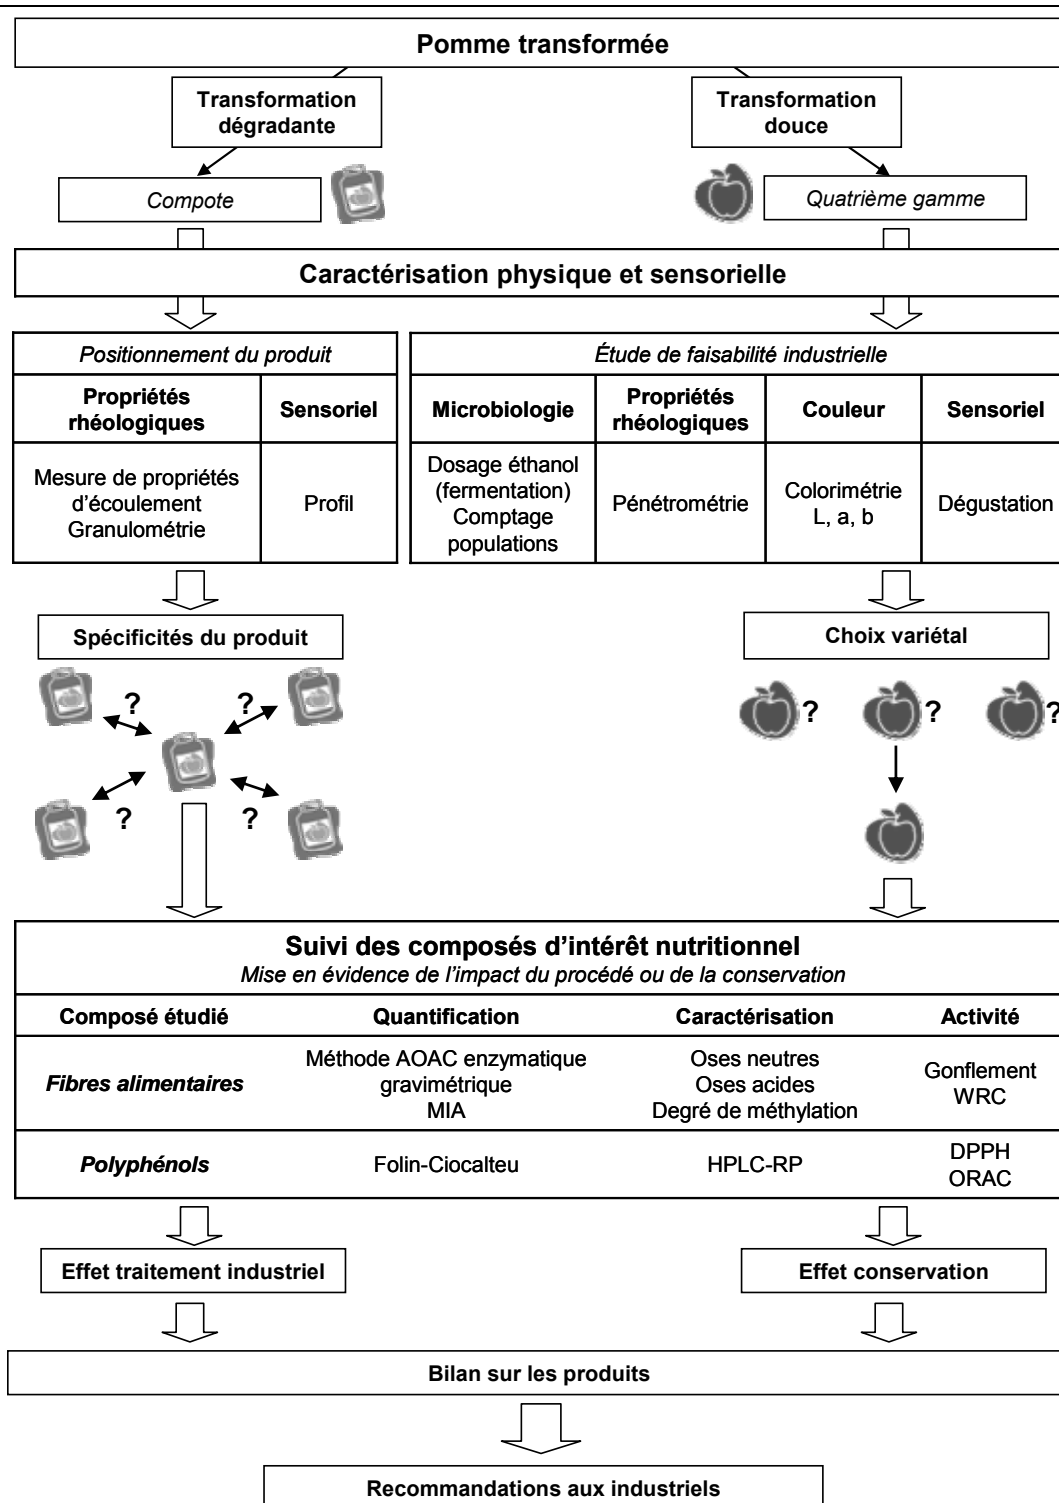 Pomme transformée
Transformation
dégradante
Transformation
douce
Compote
Quatrième gamme
Caractérisation physique et sensorielle
Positionnement du produit
Propriétés
rhéologiques
Sensoriel
Mesure de propriétés
d'écoulement
Granulométrie
Profil
Étude de faisabilité industrielle
Microbiologie
Propriétés
rhéologiques
Couleur
Sensoriel
Dosage éthanol
(fermentation)
Comptage
populations
Pénétrométrie
Colorimétrie
L, a, b
Dégustation
Spécificités du produit
Choix variétal
? ?
? ? ?
? ?
Suivi des composés d'intérêt nutritionnel
Mise en évidence de l'impact du procédé ou de la conservation
Composé étudié Quantification Caractérisation Activité
Fibres alimentaires
Méthode AOAC enzymatique
gravimétrique
MIA
Oses neutres
Oses acides
Degré de méthylation
Gonflement
WRC
Polyphénols
Folin-Ciocalteu
HPLC-RP
DPPH
ORAC
Effet traitement industriel
Effet conservation
Bilan sur les produits
Recommandations aux industriels